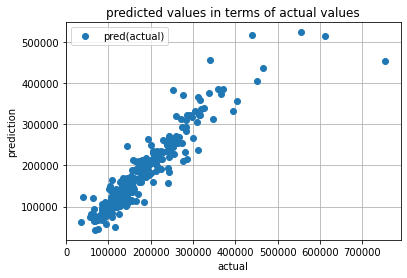 predicted values in terms of actual values
pred(actual)
500000
400000
300000
200000
100000
prediction
0 100000 200000 300000 400000 500000 600000 700000
actual